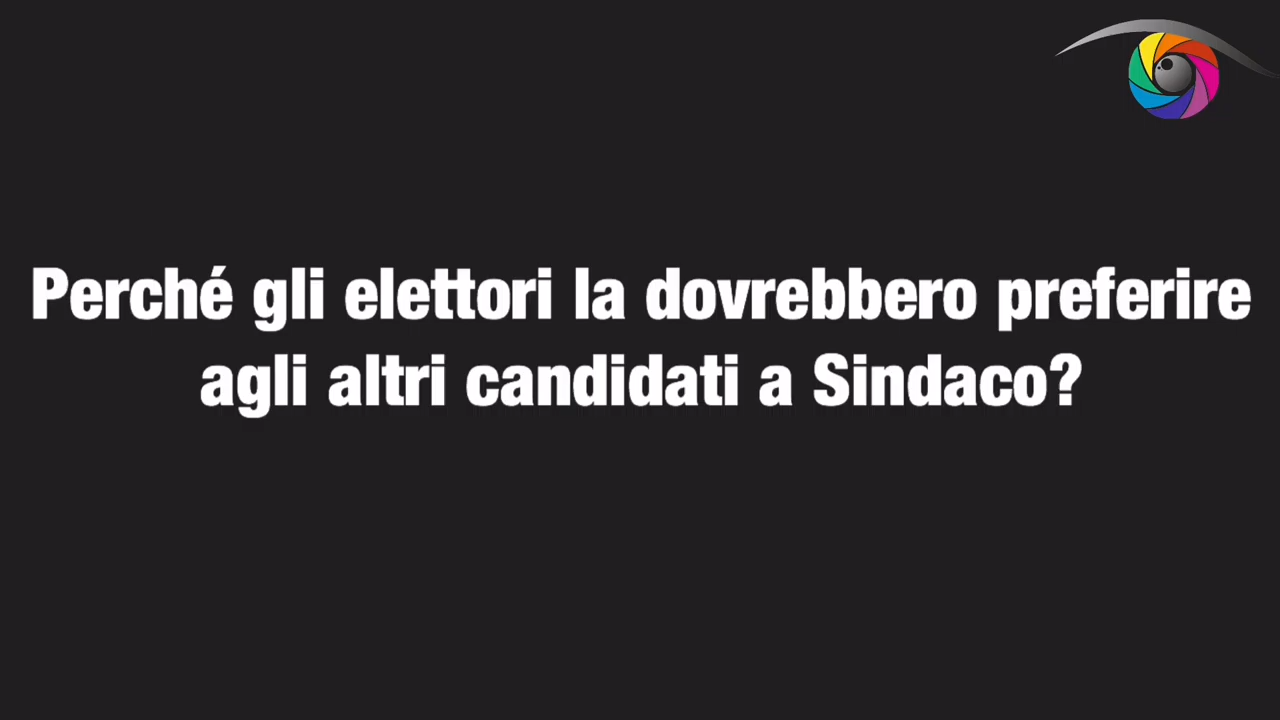 Perché gli elettori la dovrebbero preferire
agli altri candidati a Sindaco?